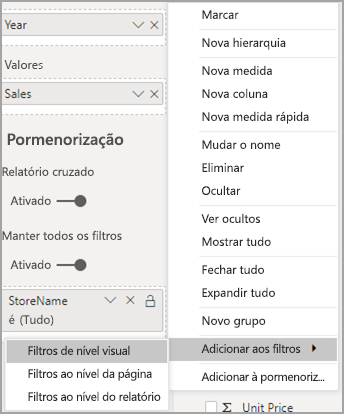 Year
Valores
Sales
Pormenorização
Relatório cruzado
Ativado
Manter todos os filtros
Ativado
StoreName
é (Tudo)
Filtros de nível visual
Filtros ao nível da página
Filtros ao nível do relatório
Marcar
Nova hierarquia
Nova medida
Nova coluna
Nova medida rápida
Mudar o nome
Eliminar
Ocultar
Ver ocultos
Mostrar tudo
Fechar tudo
Expandir tudo
Novo grupo
Adicionar aos filtros
Adicionar à pormenoriz...
Σ Unit Price